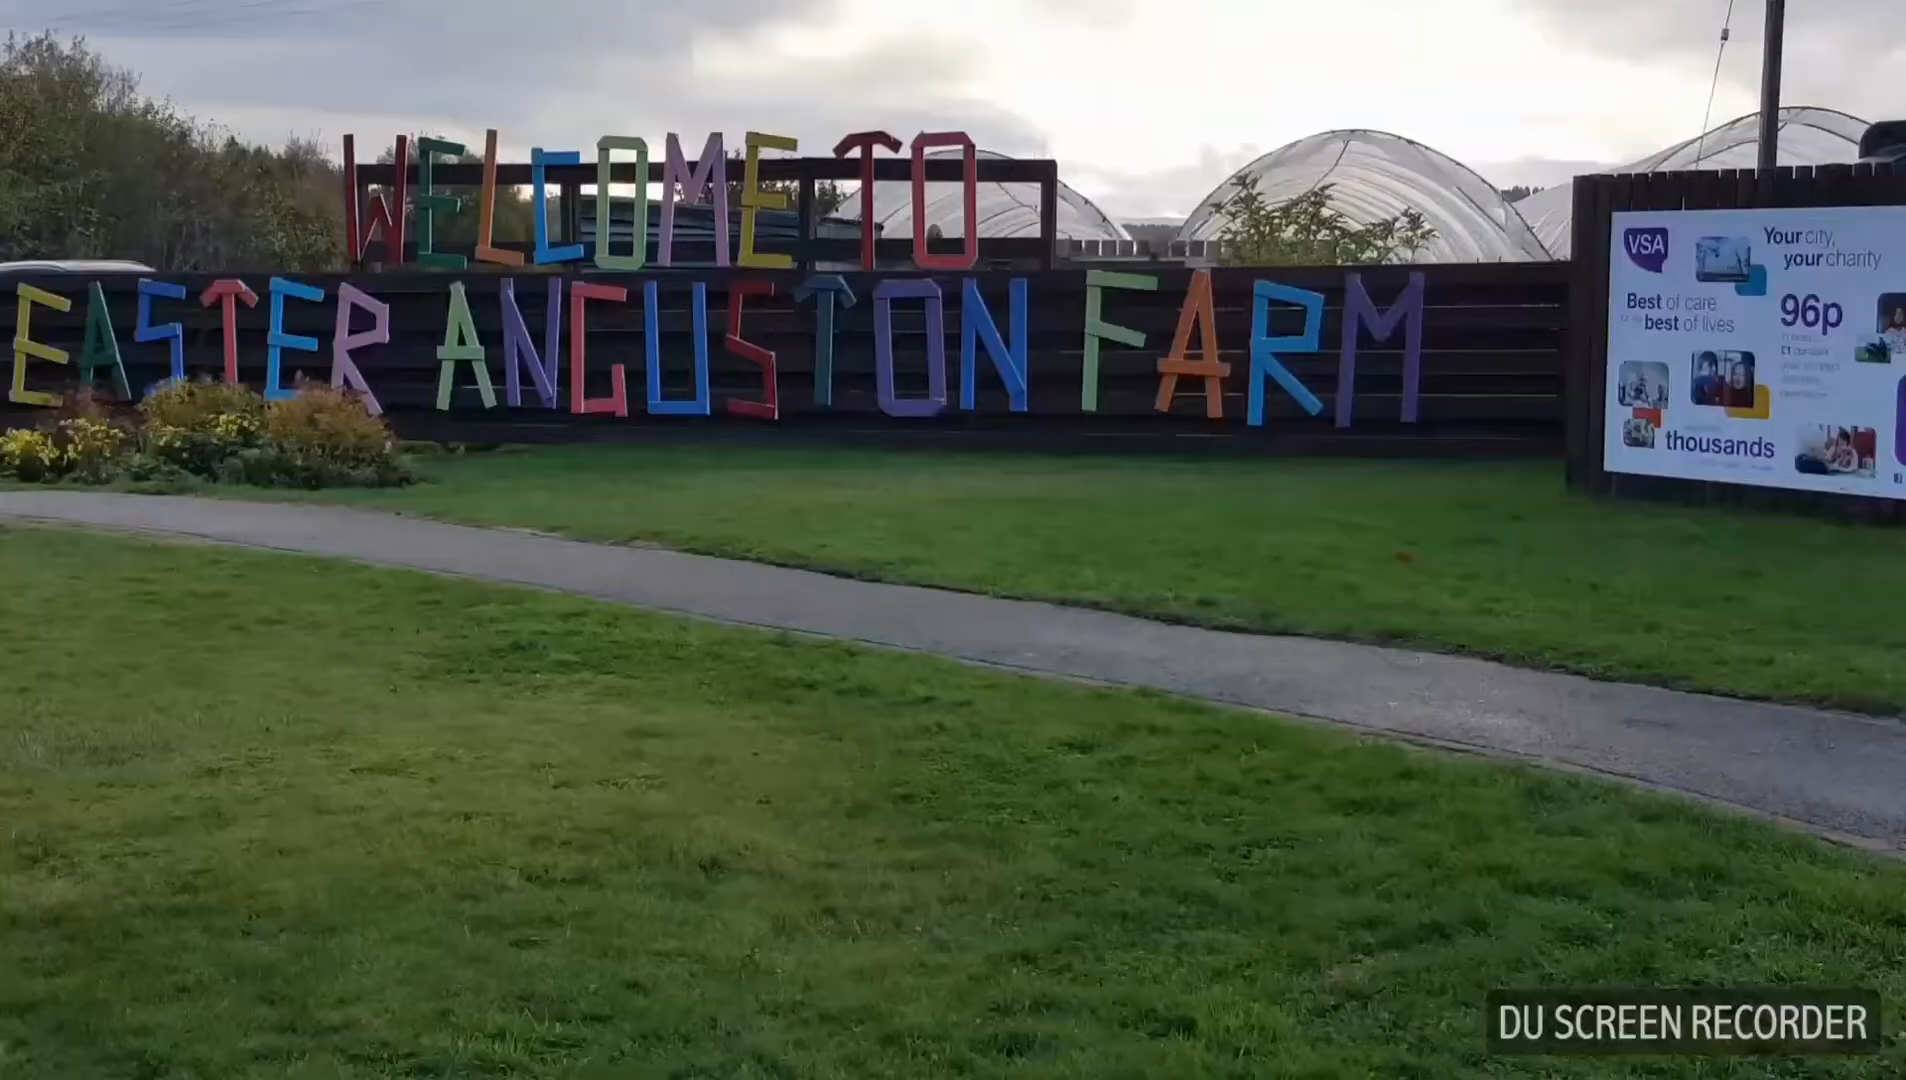 WELCOME TO
EASTER ANGUSTON FARM
VSA
Your city,
your charity
Best of care
best of lives
96p
£1
thousands
DU SCREEN RECORDER